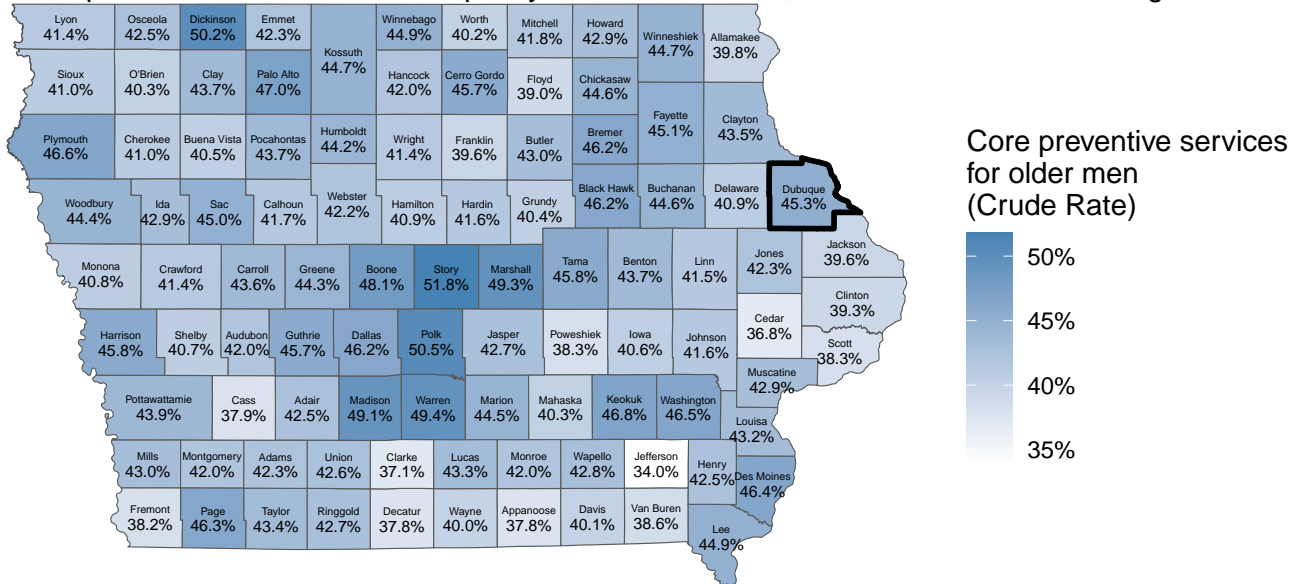 Lyon Osceola Dickinson Emmet Winnebago Worth Mitchell Howard
41.4% 42.5% 50.2% 42.3% 44.9% 40.2% 41.8% 42.9%
Kossuth Winneshiek Allamakee
44.7% 44.7% 39.8%
Sioux O'Brien Clay Palo Alto Hancock Cerro Gordo Floyd Chickasaw
41.0% 40.3% 43.7% 47.0% 42.0% 45.7% 39.0% 44.6%
Fayette Clayton
45.1% 43.5%
Plymouth Cherokee Buena Vista Pocahontas Humboldt Wright Franklin Butler Bremer
46.6% 41.0% 40.5% 43.7% 44.2% 41.4% 39.6% 43.0% 46.2%
Woodbury Ida Sac Calhoun Webster Hamilton Hardin Grundy Black Hawk Buchanan Delaware Dubuque
44.4% 42.9% 45.0% 41.7% 42.2% 40.9% 41.6% 40.4% 46.2% 44.6% 40.9% 45.3%
Monona Crawford Carroll Greene Boone Story Marshall Tama Benton Linn Jones Jackson
40.8% 41.4% 43.6% 44.3% 48.1% 51.8% 49.3% 45.8% 43.7% 41.5% 42.3% 39.6%
Clinton
39.3%
Harrison Shelby Audubon Guthrie Dallas Polk Jasper Poweshiek Iowa Johnson Cedar Scott
45.8% 40.7% 42.0% 45.7% 46.2% 50.5% 42.7% 38.3% 40.6% 41.6% 36.8% 38.3%
Muscatine
42.9%
Pottawattamie Cass Adair Madison Warren Marion Mahaska Keokuk Washington
43.9% 37.9% 42.5% 49.1% 49.4% 44.5% 40.3% 46.8% 46.5%
Louisa
43.2%
Mills Montgomery Adams Union Clarke Lucas Monroe Wapello Jefferson Henry Des Moines
43.0% 42.0% 42.3% 42.6% 37.1% 43.3% 42.0% 42.8% 34.0% 42.5% 46.4%
Fremont Page Taylor Ringgold Decatur Wayne Appanoose Davis Van Buren Lee
38.2% 46.3% 43.4% 42.7% 37.8% 40.0% 37.8% 40.1% 38.6% 44.9%
Core preventive services
for older men
(Crude Rate)
50%
45%
40%
35%